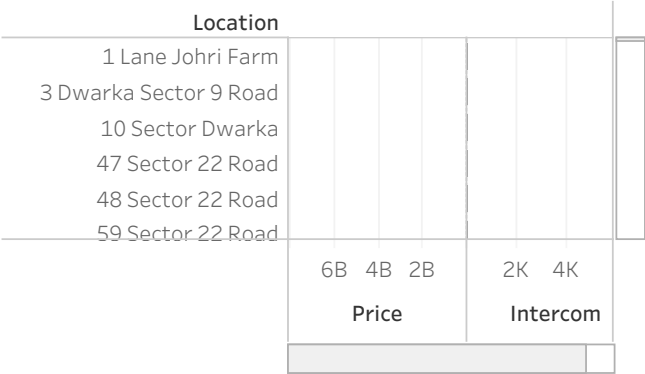 Location
1 Lane Johri Farm
3 Dwarka Sector 9 Road
10 Sector Dwarka
47 Sector 22 Road
48 Sector 22 Road
59 Sector 22 Road
6B 4B 2B 2K 4K
Price Intercom